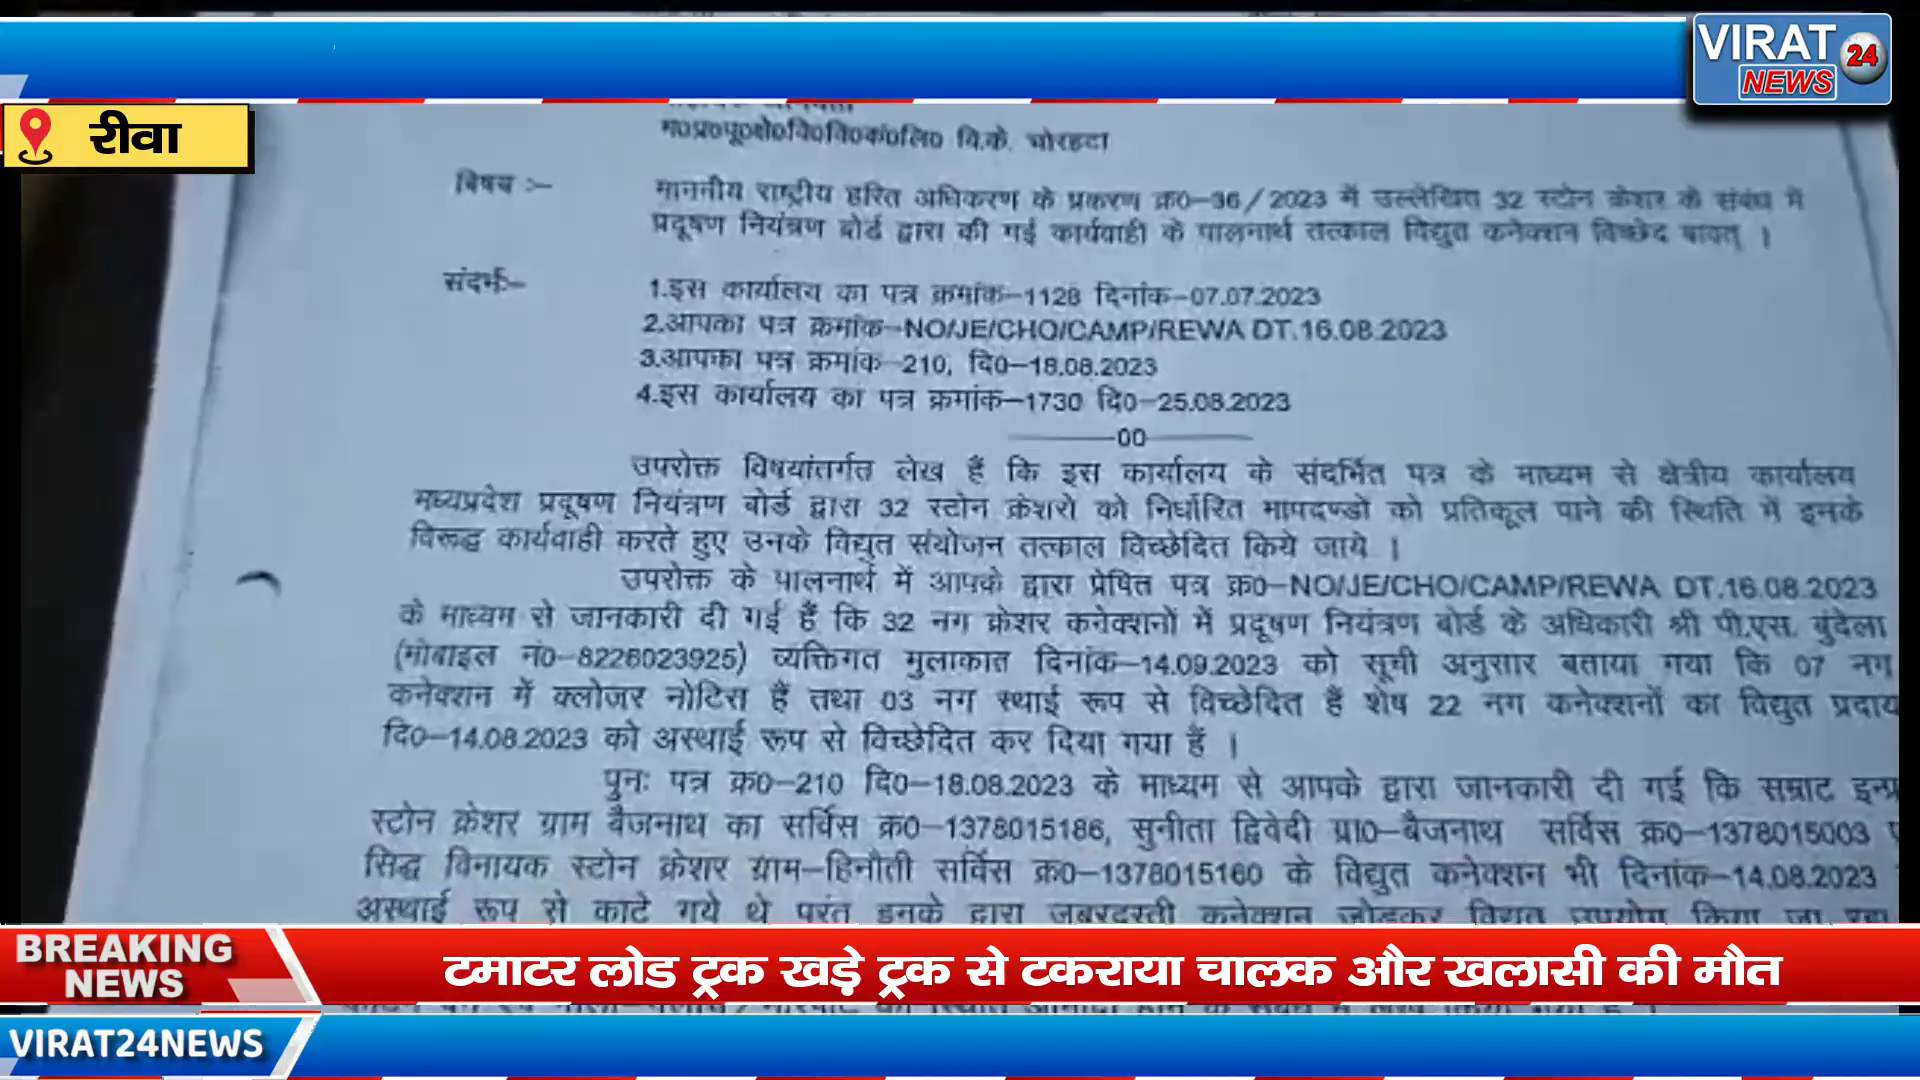 VIRAT 24
NEWS
रीवा
म0प्र0पू0क्षे0वि0वि0कं0लि0 वि.के. चोरहटा
विषय :–
माननीय राष्ट्रीय हरित अधिकरण के प्रकरण क्र0–36/2023 में उल्लेखित 32 स्टोन क्रेशर के संबंध में
प्रदूषण नियंत्रण बोर्ड द्वारा की गई कार्यवाही के पालनार्थ तत्काल विद्युत कनेक्शन विच्छेद बावत् ।
संदर्भ:–
1.इस कार्यालय का पत्र क्रमांक–1128 दिनांक–07.07.2023
2.आपका पत्र क्रमांक–NO/JE/CHO/CAMP/REWA DT.16.08.2023
3.आपका पत्र क्रमांक–210, दि0–18.08.2023
4.इस कार्यालय का पत्र क्रमांक–1730 दि0–25.08.2023
00
उपरोक्त विषयांतर्गत लेख हैं कि इस कार्यालय के संदर्भित पत्र के माध्यम से क्षेत्रीय कार्यालय
मध्यप्रदेश प्रदूषण नियंत्रण बोर्ड द्वारा 32 स्टोन क्रेशरो को निर्धारित मापदण्डो को प्रतिकूल पाने की स्थिति में इनके
विरूद्ध कार्यवाही करते हुए उनके विद्युत संयोजन तत्काल विच्छेदित किये जाये ।
उपरोक्त के पालनार्थ में आपके द्वारा प्रेषित पत्र क्र0–NO/JE/CHO/CAMP/REWA DT.16.08.2023
के माध्यम से जानकारी दी गई हैं कि 32 नग क्रेशर कनेक्शनों में प्रदूषण नियंत्रण बोर्ड के अधिकारी श्री पी.एस. बुंदेला
(मोबाइल नं0–8226023925) व्यक्तिगत मुलाकात दिनांक–14.09.2023 को सूची अनुसार बताया गया कि 07 नग
कनेक्शन में क्लोजर नोटिस हैं तथा 03 नग स्थाई रूप से विच्छेदित हैं शेष 22 नग कनेक्शनों का विद्युत प्रदाय
दि0–14.08.2023 को अस्थाई रूप से विच्छेदित कर दिया गया हैं ।
पुनः पत्र क्र0–210 दि0–18.08.2023 के माध्यम से आपके द्वारा जानकारी दी गई कि सम्राट इन्प्र
स्टोन क्रेशर ग्राम बैजनाथ का सर्विस क्र0–1378015186, सुनीता द्विवेदी ग्रा0–बैजनाथ सर्विस क्र0–1378015003
सिद्ध विनायक स्टोन क्रेशर ग्राम–हिनौती सर्विस क्र0–1378015160 के विद्युत कनेक्शन भी दिनांक–14.08.2023
अस्थाई रूप से काटे गये थे परंतु इनके द्वारा जबरदस्ती कनेक्शन जोडकर विद्युत उपयोग किया जा रहा
BREAKING
NEWS
टमाटर लोड ट्रक खड़े ट्रक से टकराया चालक और खलासी की मौत
VIRAT24NEWS